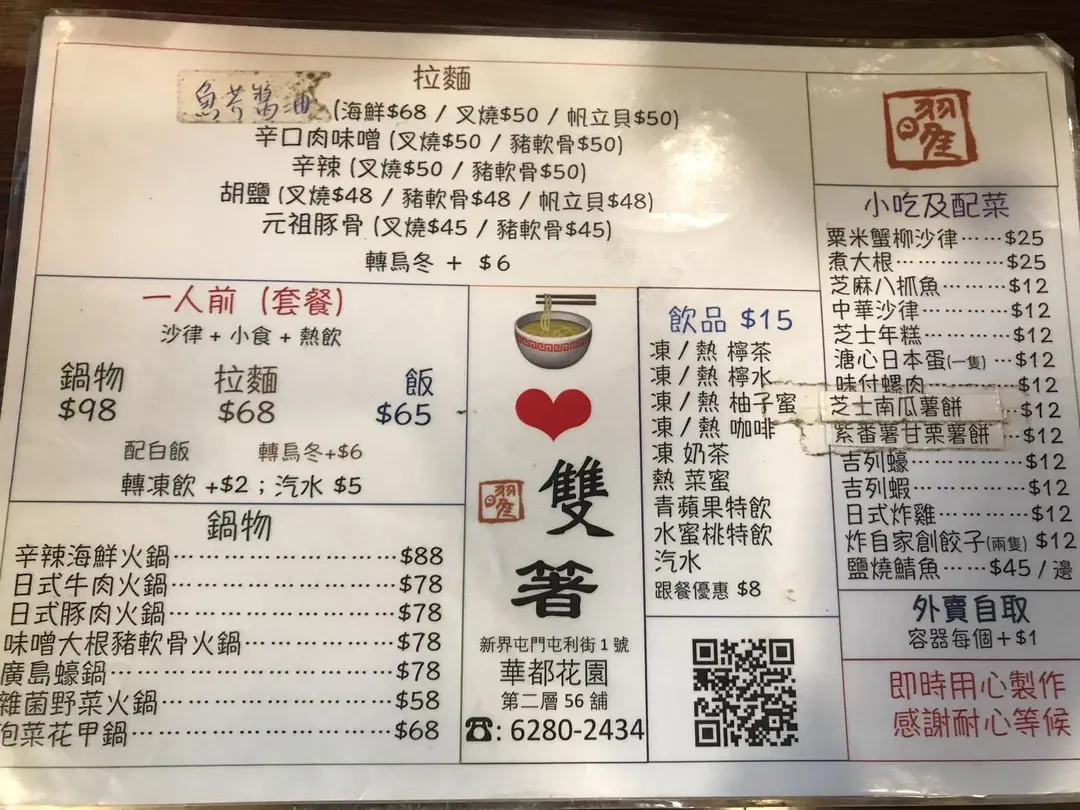 拉麵
魚介醬油 (海鮮$68 / 叉燒$50 / 帆立貝$50)
辛口肉味噌 (叉燒$50 / 豬軟骨$50)
辛辣 (叉燒$50 / 豬軟骨$50)
胡鹽 (叉燒$48 / 豬軟骨$48 / 帆立貝$48)
元祖豚骨 (叉燒$45 / 豬軟骨$45)
轉烏冬 + $6
一人前 (套餐)
沙律 + 小食 + 熱飲
鍋物 拉麵 飯
$98 $68 $65
配白飯 轉烏冬+$6
轉凍飲 +$2 ; 汽水 $5
鍋物
辛辣海鮮火鍋………………………$88
日式牛肉火鍋………………………$78
日式豚肉火鍋………………………$78
味噌大根豬軟骨火鍋………………$78
廣島蠔鍋……………………………$78
雜菌野菜火鍋………………………$58
泡菜花甲鍋…………………………$68
曜
雙
箸
新界屯門屯利街1號
華都花園
第二層 56 舖
☎: 6280-2434
飲品 $15
凍 / 熱 檸茶
凍 / 熱 檸水
凍 / 熱 柚子蜜
凍 / 熱 咖啡
凍 奶茶
熱 菜蜜
青蘋果特飲
水蜜桃特飲
汽水
跟餐優惠 $8
曜
小吃及配菜
粟米蟹柳沙律……$25
煮大根……………$25
芝麻八抓魚………$12
中華沙律…………$12
芝士年糕…………$12
溏心日本蛋(一隻)…$12
味付螺肉…………$12
芝士南瓜薯餅…$12
紫番薯甘栗薯餅…$12
吉列蠔……………$12
吉列蝦……………$12
日式炸雞…………$12
炸自家創餃子(兩隻) $12
鹽燒鯖魚……$45 / 邊
外賣自取
容器每個+$1
即時用心製作
感謝耐心等候